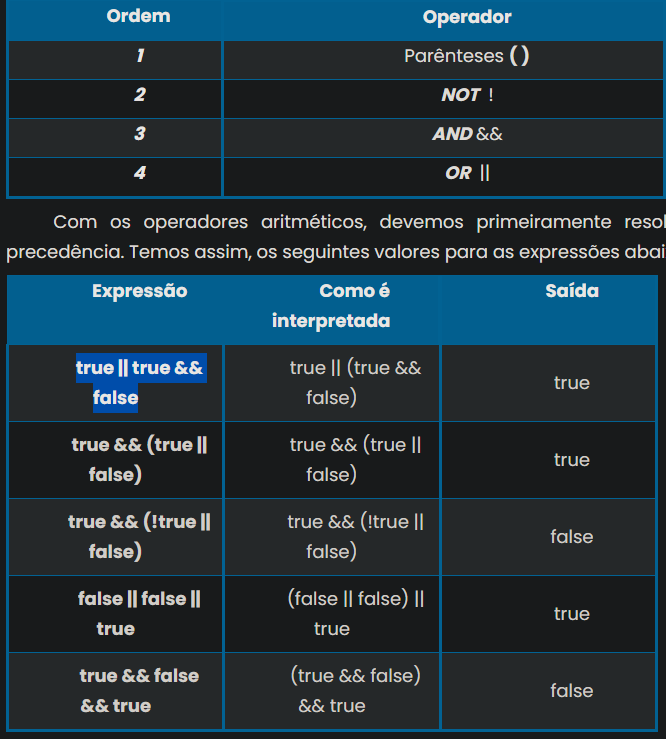 Ordem Operador
1 Parênteses ( )
2 NOT !
3 AND &&
4 OR ||
Com os operadores aritméticos, devemos primeiramente resol
precedência. Temos assim, os seguintes valores para as expressões abai
Expressão Como é interpretada Saída
true || true && false true || (true && false) true
true && (true || false) true && (true || false) true
true && (!true || false) true && (!true || false) false
false || false || true (false || false) || true true
true && false && true (true && false) && true false